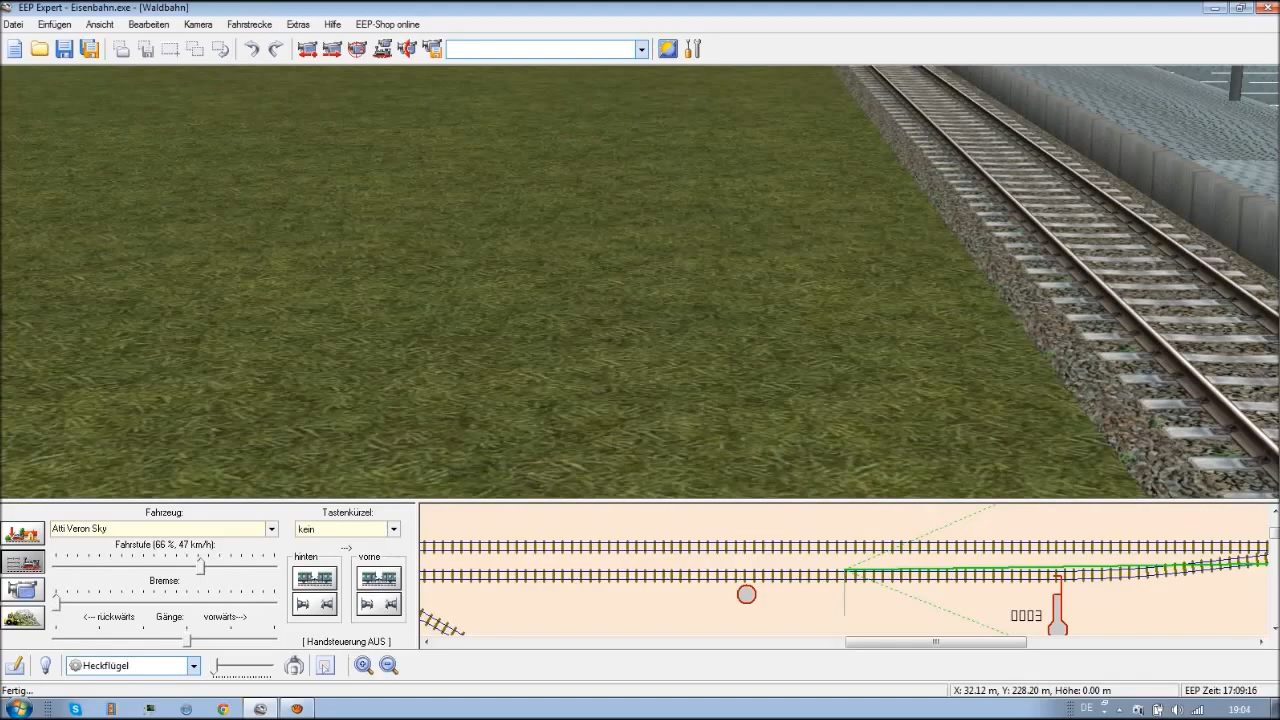 EEP Expert - Eisenbahn.exe - [Waldbahn]
Datei Einfügen Ansicht Bearbeiten Kamera Fahrstrecke Extras Hilfe EEP-Shop online
Fahrzeug: Tastenkürzel:
Atti Veron Sky kein
Fahrstufe (66 %, 47 km/h): --->
hinten vorne
Bremse:
<--- rückwärts Gänge: vorwärts--->
[ Handsteuerung AUS ]
0003
Heckflügel
Fertig... X: 32.12 m, Y: 228.20 m, Höhe: 0.00 m EEP Zeit: 17:09:16
DE 19:04